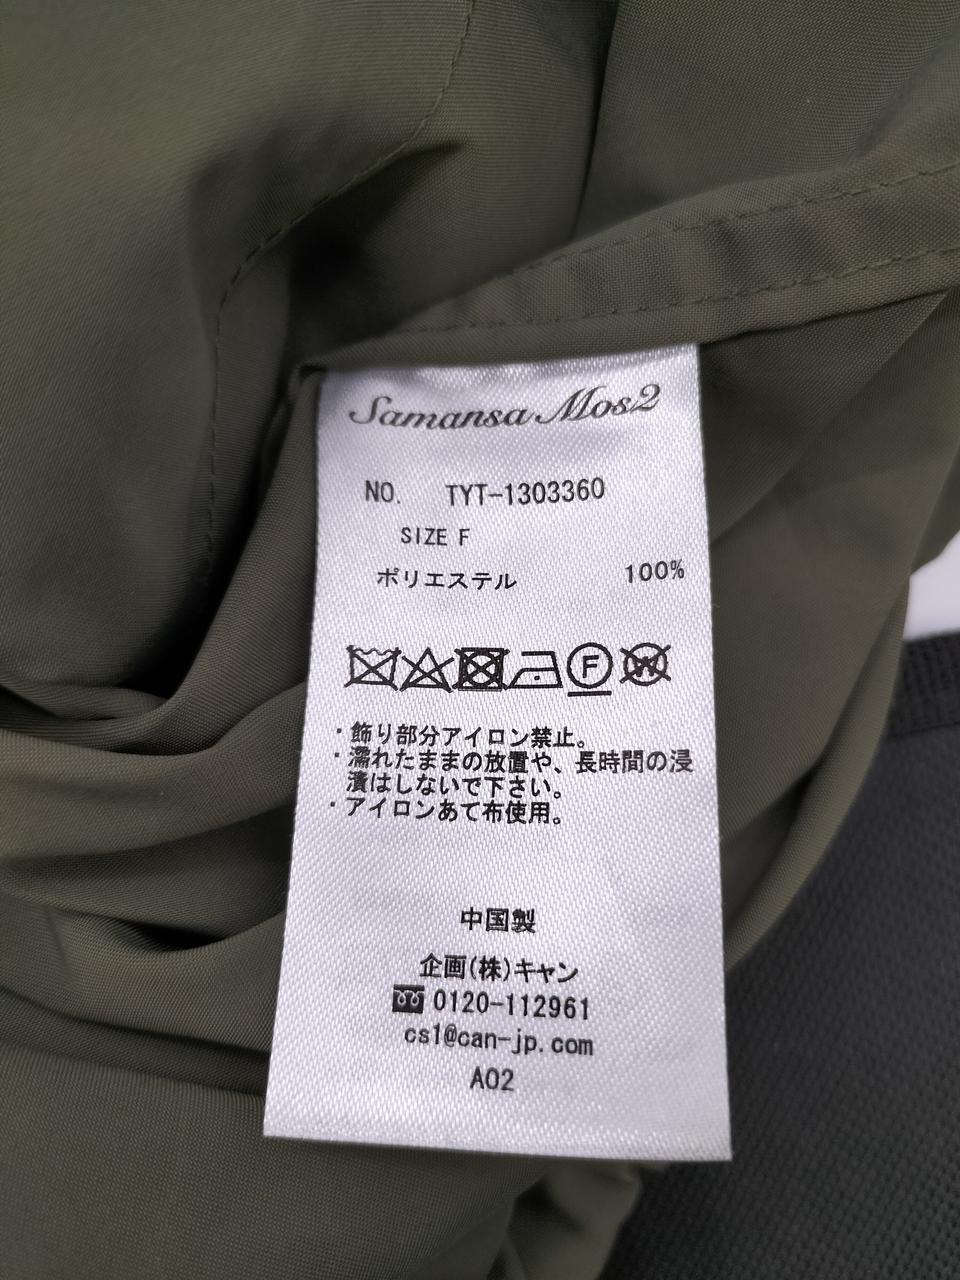 Samansa Mos2
NO. TYT-1303360
SIZE F
ポリエステル 100%
F
W
・飾り部分アイロン禁止。
・濡れたままの放置や、長時間の浸
漬はしないで下さい。
・アイロンあて布使用。
中国製
企画(株)キャン
0120-112961
cs1@can-jp.com
A02